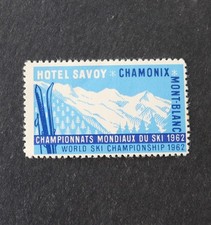 HOTEL SAVOY
CHAMONIX
MONT-BLANC
CHAMPIONNATS MONDIAUX DU SKI 1962
WORLD SKI CHAMPIONSHIP 1962